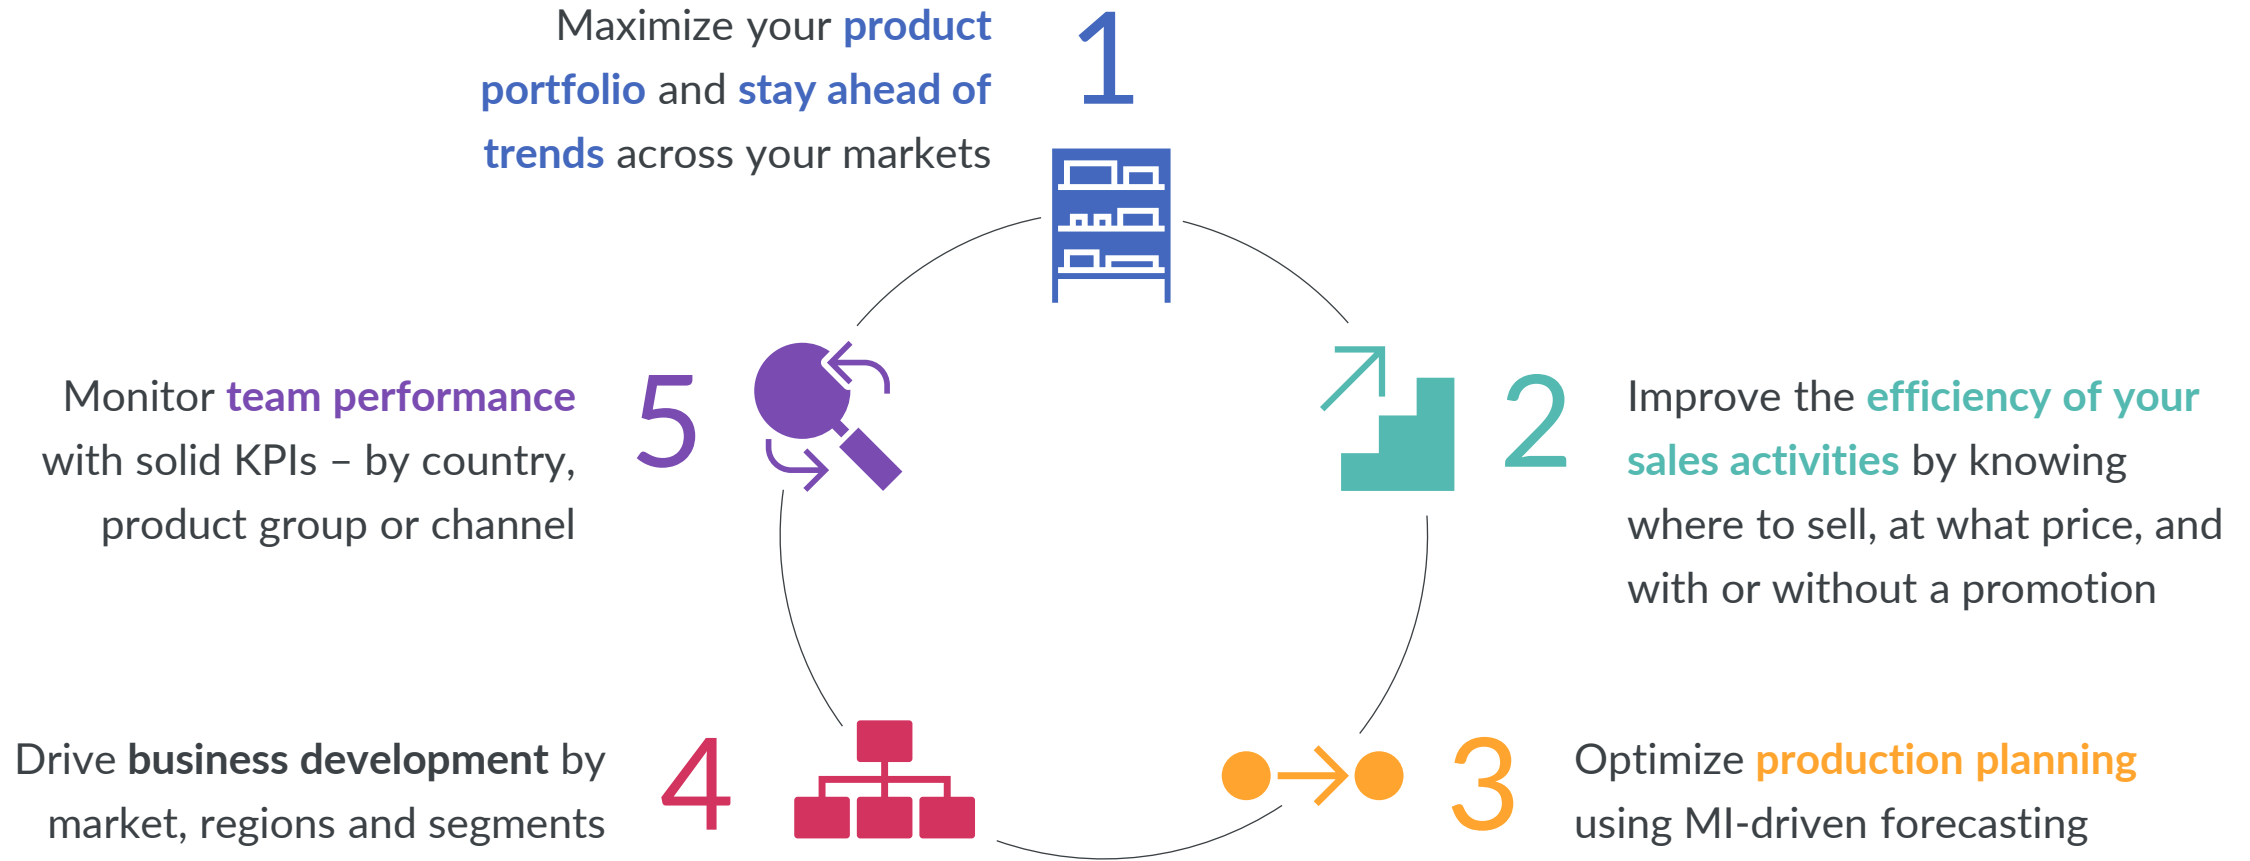 Maximize your product
portfolio and stay ahead of
trends across your markets
1
2
Improve the efficiency of your
sales activities by knowing
where to sell, at what price, and
with or without a promotion
3
Optimize production planning
using MI-driven forecasting
4
Drive business development by
market, regions and segments
5
Monitor team performance
with solid KPIs – by country,
product group or channel